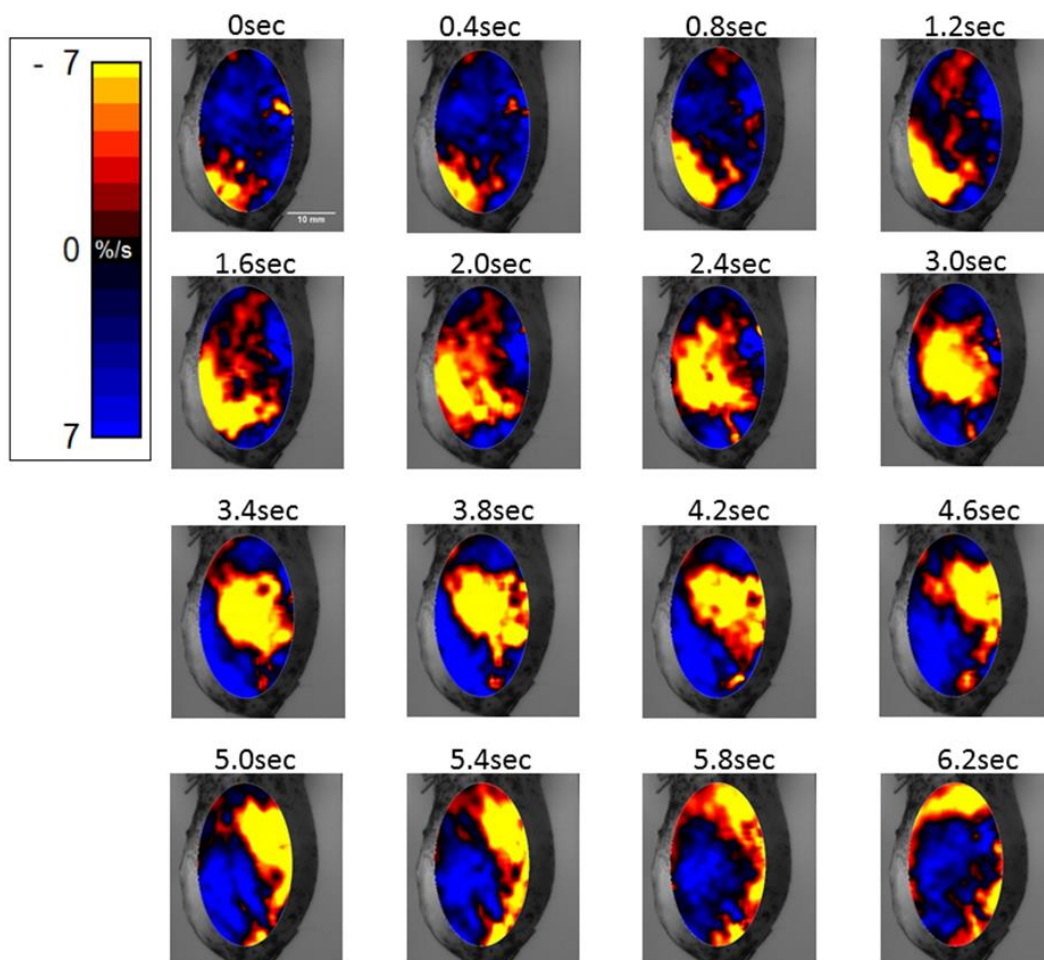 0sec 0.4sec 0.8sec 1.2sec
- 7
0 %/s
7
10 mm
1.6sec 2.0sec 2.4sec 3.0sec
3.4sec 3.8sec 4.2sec 4.6sec
5.0sec 5.4sec 5.8sec 6.2sec